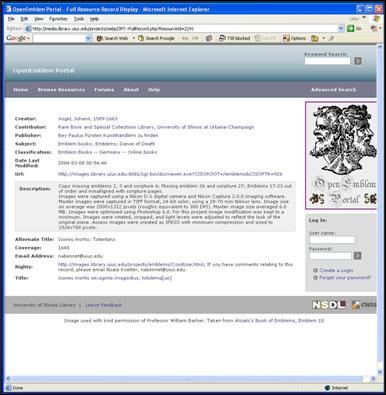 OpenEmblem Portal - Full Resource Record Display - Microsoft Internet Explorer
File Edit View Favorites Tools Help
Address http://media.library.uiuc.edu/projects/oebp/SPT--FullRecord.php?ResourceId=2241
Google Search Web Search Group 738 blocked AutoFill Options
Keyword Search:
OpenEmblem Portal
Home Browse Resources Forums About Help Advanced Search
Creator: Vogel, Johann, 1589-1663
Contributor: Rare Book and Special Collections Library, University of Illinois at Urbana-Champaign
Publisher: Bey Paulus Fürsten Kunsthändlern zu finden
Subject: Emblem books; Emblems; Dance of Death
Classification: Emblem Books -- Germany -- Online books
Date Last
Modified: 2004-03-08 00:54:46
Url: http://images.library.uiuc.edu:8081/cgi-bin/docviewer.exe?CISOROOT=/emblems&CISOPTR=926
Description: Copy missing emblems 2, 3 and scripture 4; Missing emblem 26 and scripture 27; Emblems 17-23 out
of order and misaligned with scripture pages.
Images were captured using a Nikon D-1 digital camera and Nikon Capture 2.0.0 imaging software.
Master images were captured in TIFF format, 24-bit color, using a 28-70 mm Nikkor lens. Image size
on average was 2000x1312 pixels (roughly equivalent to 300 DPI). Master image size averaged 6.0
MB. Images were optimized using Photoshop 6.0. For this project image modification was kept to a
minimum. Images were rotated, cropped, and light levels were adjusted to reflect the look of the
original piece. Access images were created as JPEGS with minimum compression and sized to
1024x768 pixels.
Alternate Title: Icones mortis: Totentanz
Coverage: 1648
Email Address: nabennet@uiuc.edu
Rights: http://images.library.uiuc.edu/projects/emblems/CondUse.html; If you have comments relating to this
record, please email Nuala Koetter, nabennet@uiuc.edu.
Title: Icones mortis sexaginta imaginibus, totidemq[ue]
Open Emblem
Portal
Log In:
User name:
Password:
Create a Login
Forgot your password?
University of Illinois Library | Leave Feedback
NSDL
Image used with kind permission of Professor William Barker. Taken from Alciato's Book of Emblems, Emblem 18
Done Internet